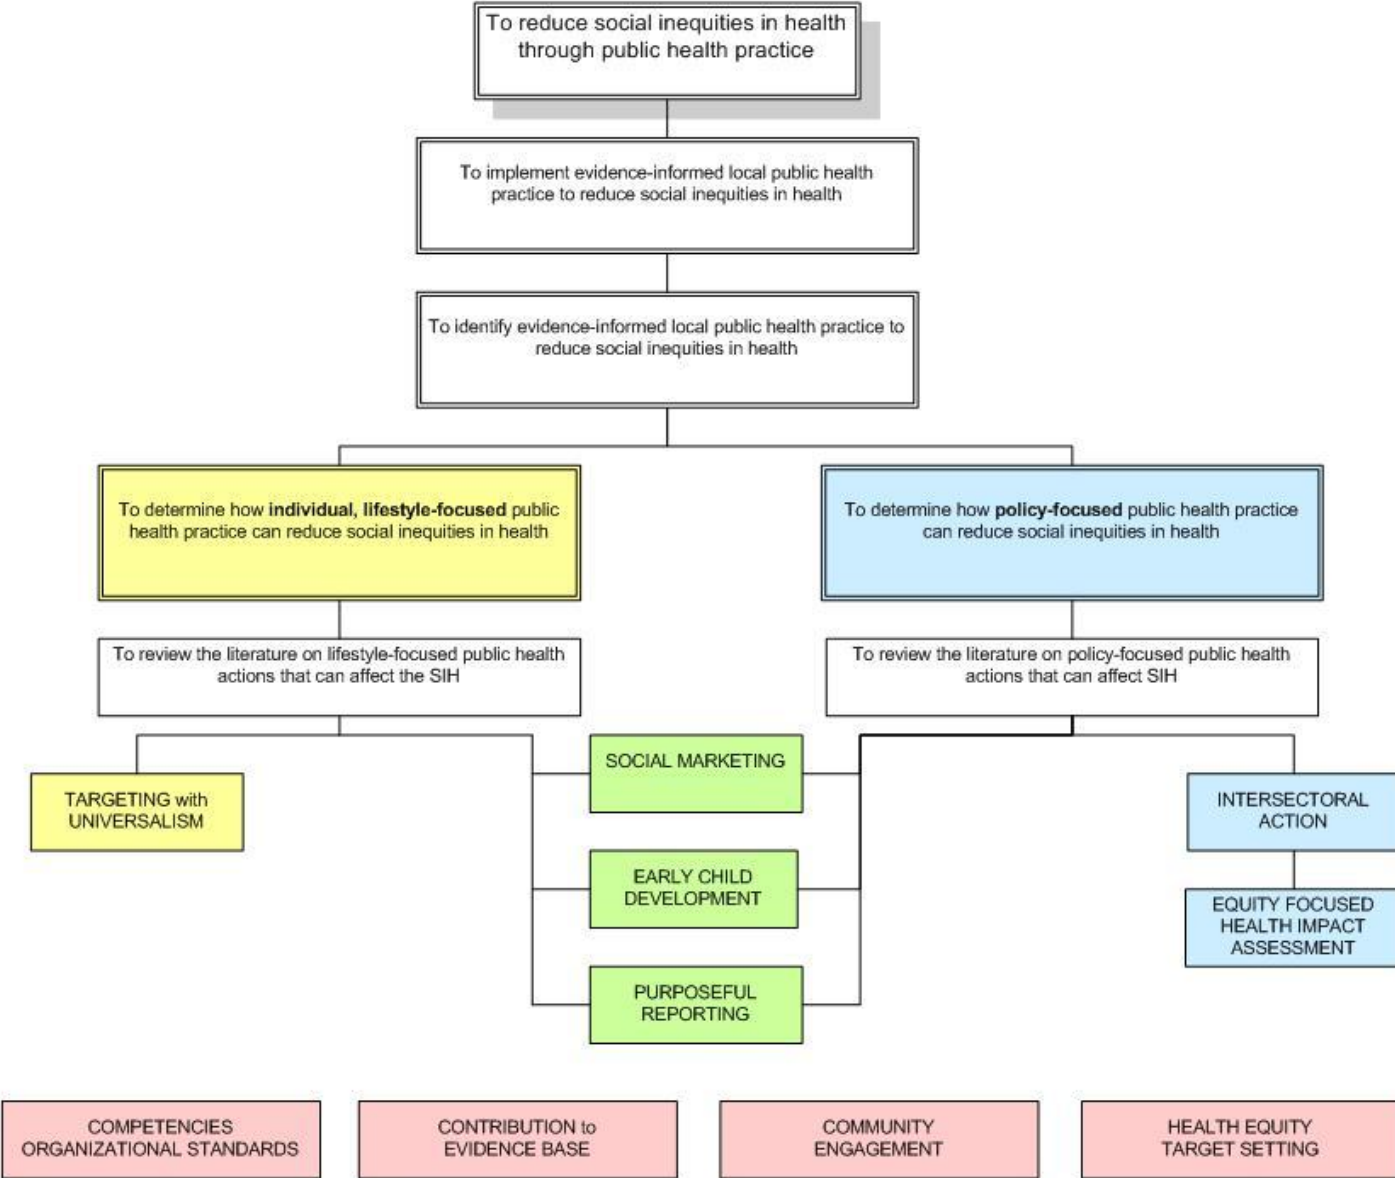 To reduce social inequities in health
through public health practice
To implement evidence-informed local public health
practice to reduce social inequities in health
To identify evidence-informed local public health practice to
reduce social inequities in health
To determine how individual, lifestyle-focused public
health practice can reduce social inequities in health
To determine how policy-focused public health practice
can reduce social inequities in health
To review the literature on lifestyle-focused public health
actions that can affect the SIH
To review the literature on policy-focused public health
actions that can affect SIH
TARGETING with
UNIVERSALISM
SOCIAL MARKETING
EARLY CHILD
DEVELOPMENT
PURPOSEFUL
REPORTING
INTERSECTORAL
ACTION
EQUITY FOCUSED
HEALTH IMPACT
ASSESSMENT
COMPETENCIES
ORGANIZATIONAL STANDARDS
CONTRIBUTION to
EVIDENCE BASE
COMMUNITY
ENGAGEMENT
HEALTH EQUITY
TARGET SETTING